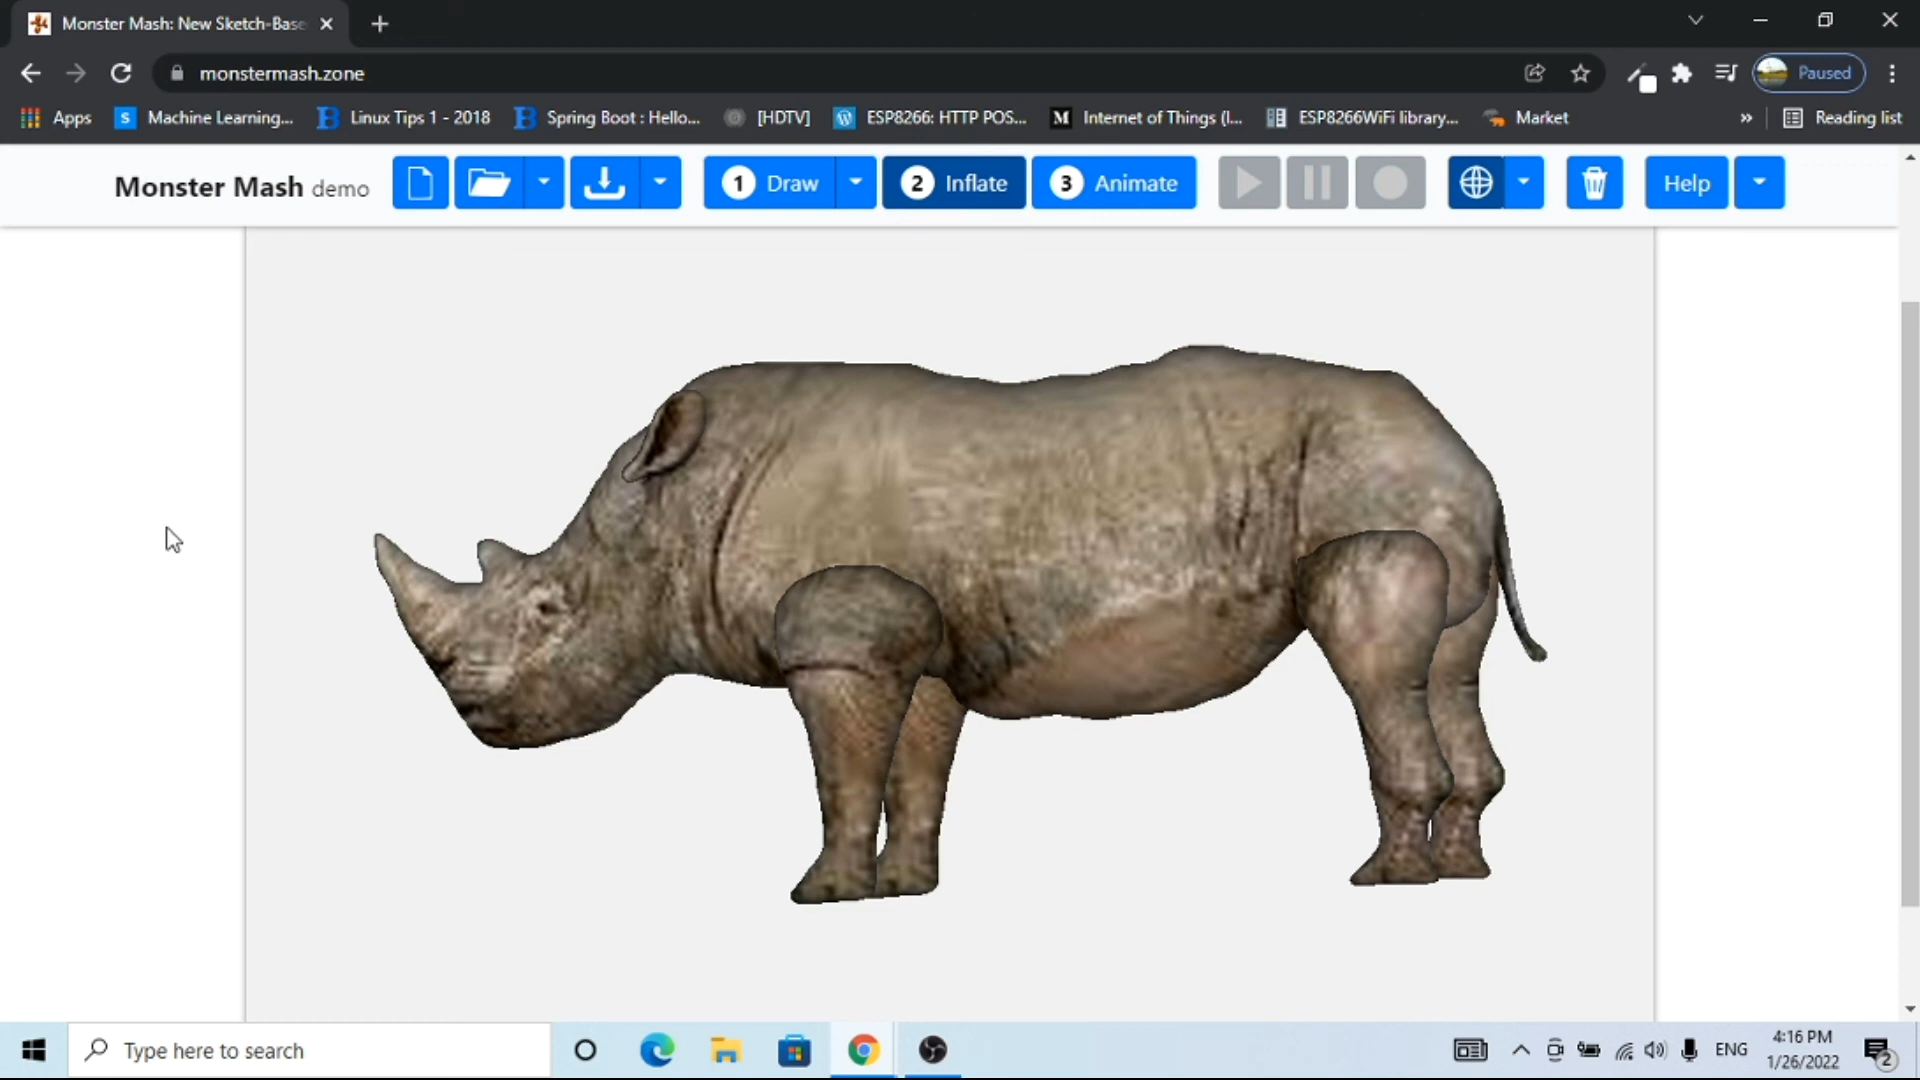 Monster Mash: New Sketch-Base
monstermash.zone
Paused
Apps
Machine Learning...
Linux Tips 1 - 2018
Spring Boot : Hello...
[HDTV]
ESP8266: HTTP POS...
Internet of Things (I...
ESP8266WiFi library...
Market
»
Reading list
Monster Mash demo
1 Draw
2 Inflate
3 Animate
Help
Type here to search
ENG
4:16 PM
1/26/2022
2